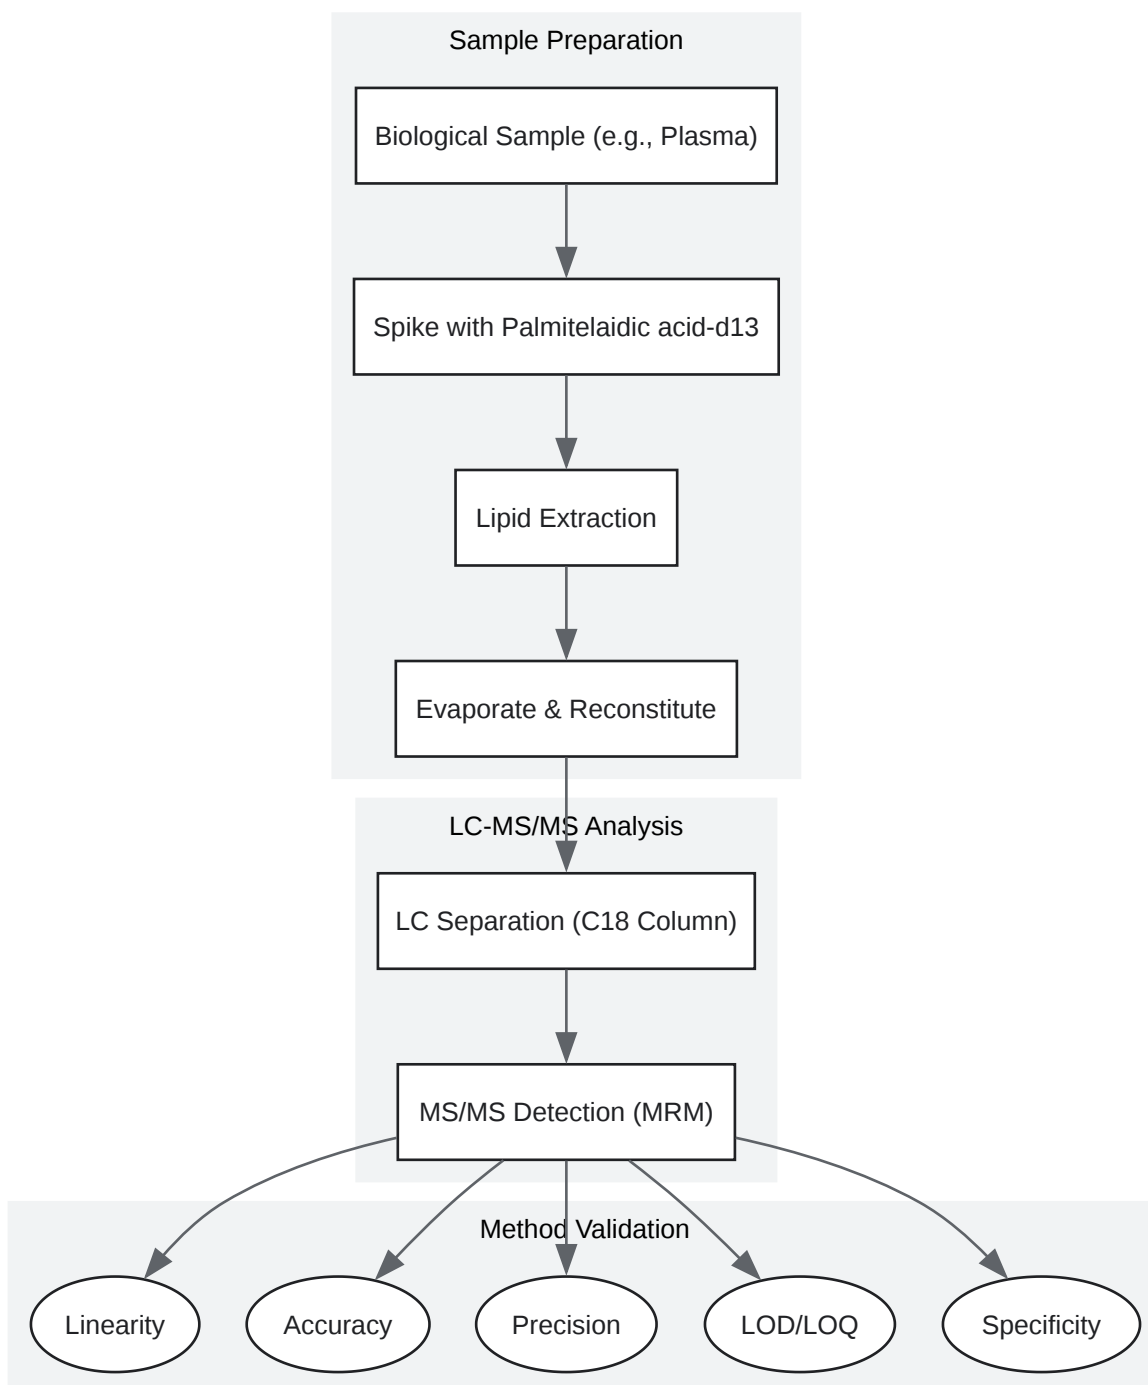 Sample Preparation
Biological Sample (e.g., Plasma)
Spike with Palmitelaidic acid-d13
Lipid Extraction
Evaporate & Reconstitute
LC-MS/MS Analysis
LC Separation (C18 Column)
MS/MS Detection (MRM)
Method Validation
Linearity
Accuracy
Precision
LOD/LOQ
Specificity